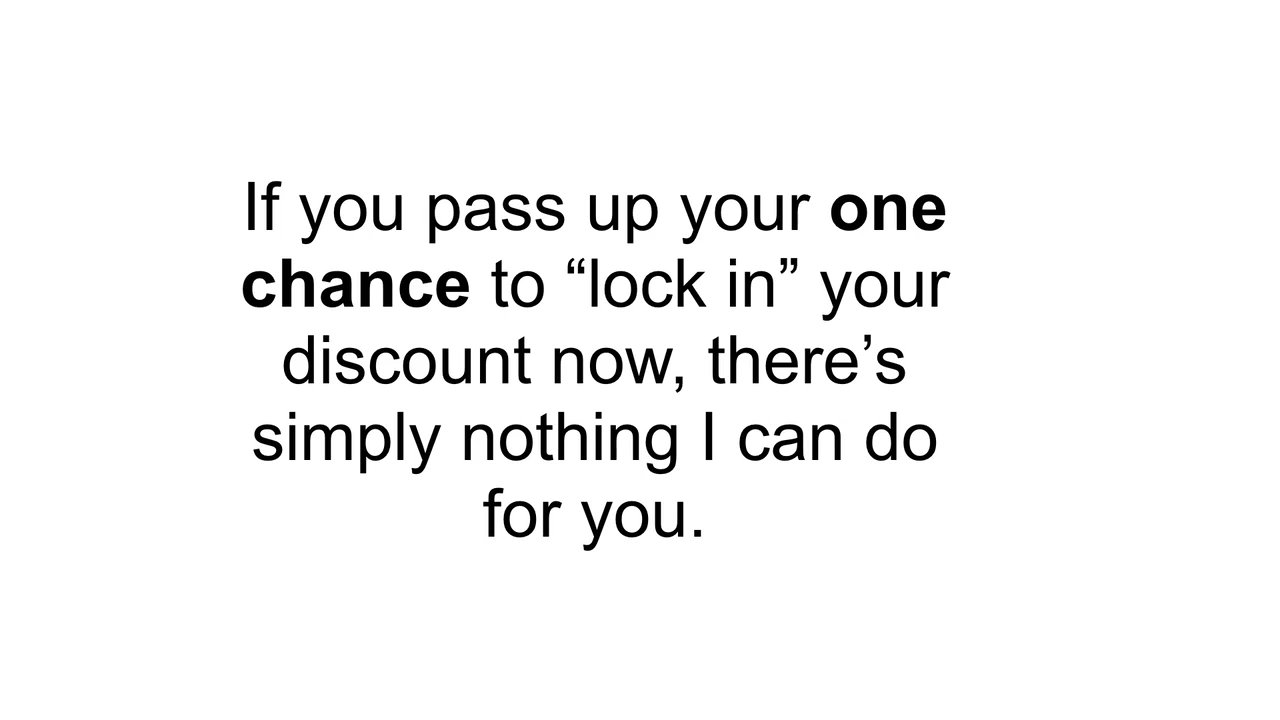 If you pass up your one
chance to “lock in” your
discount now, there’s
simply nothing I can do
for you.